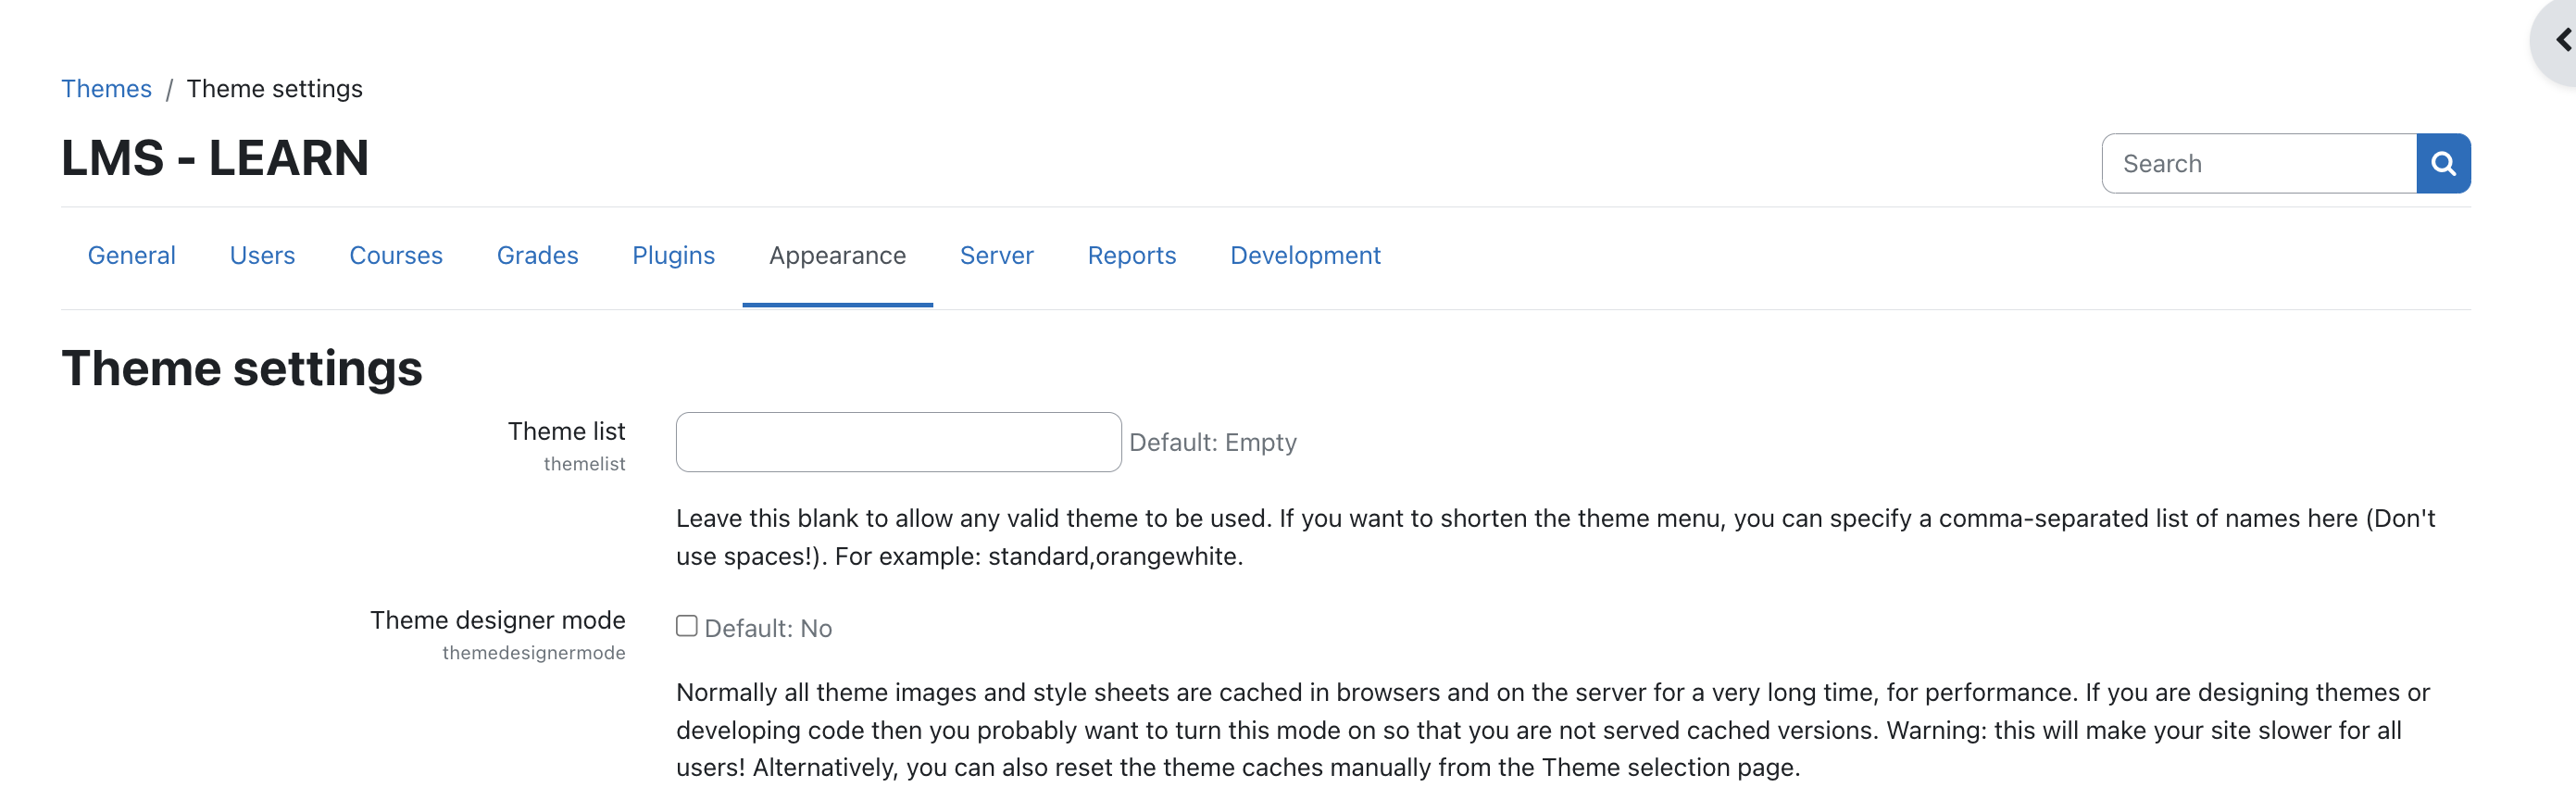 Themes / Theme settings
LMS - LEARN
Search
General Users Courses Grades Plugins Appearance Server Reports Development
Theme settings
Theme list
themelist
Default: Empty
Leave this blank to allow any valid theme to be used. If you want to shorten the theme menu, you can specify a comma-separated list of names here (Don't
use spaces!). For example: standard,orangewhite.
Theme designer mode
themedesignermode
Default: No
Normally all theme images and style sheets are cached in browsers and on the server for a very long time, for performance. If you are designing themes or
developing code then you probably want to turn this mode on so that you are not served cached versions. Warning: this will make your site slower for all
users! Alternatively, you can also reset the theme caches manually from the Theme selection page.